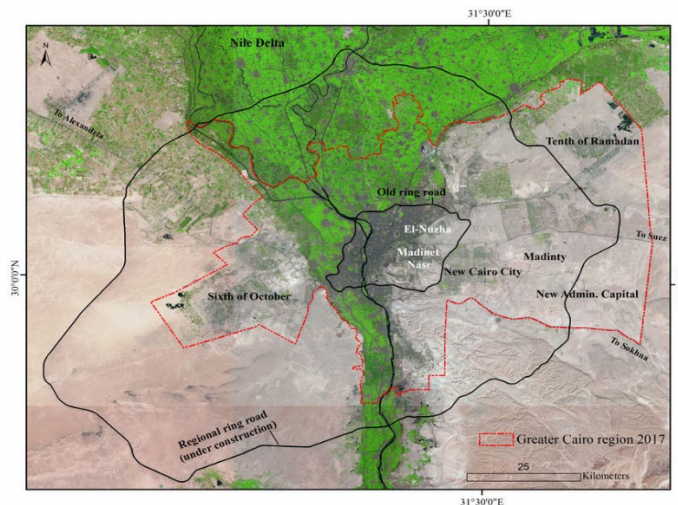 31°30'0"E
N
Nile Delta
To Alexandria
Tenth of Ramadan
Old ring road
El-Nuzha
To Suez
Madinet
Nasr
Madinty
New Cairo City
30°0'0"N
Sixth of October
New Admin. Capital
To Sokhna
Regional ring road
(under construction)
Greater Cairo region 2017
25
Kilometers
31°30'0"E